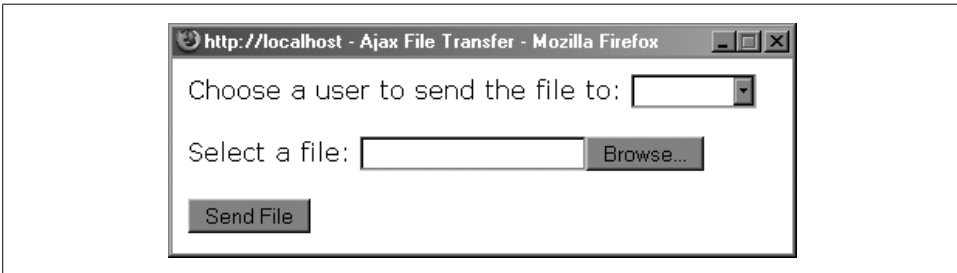 http://localhost - Ajax File Transfer - Mozilla Firefox
Choose a user to send the file to:
Select a file: Browse...
Send File